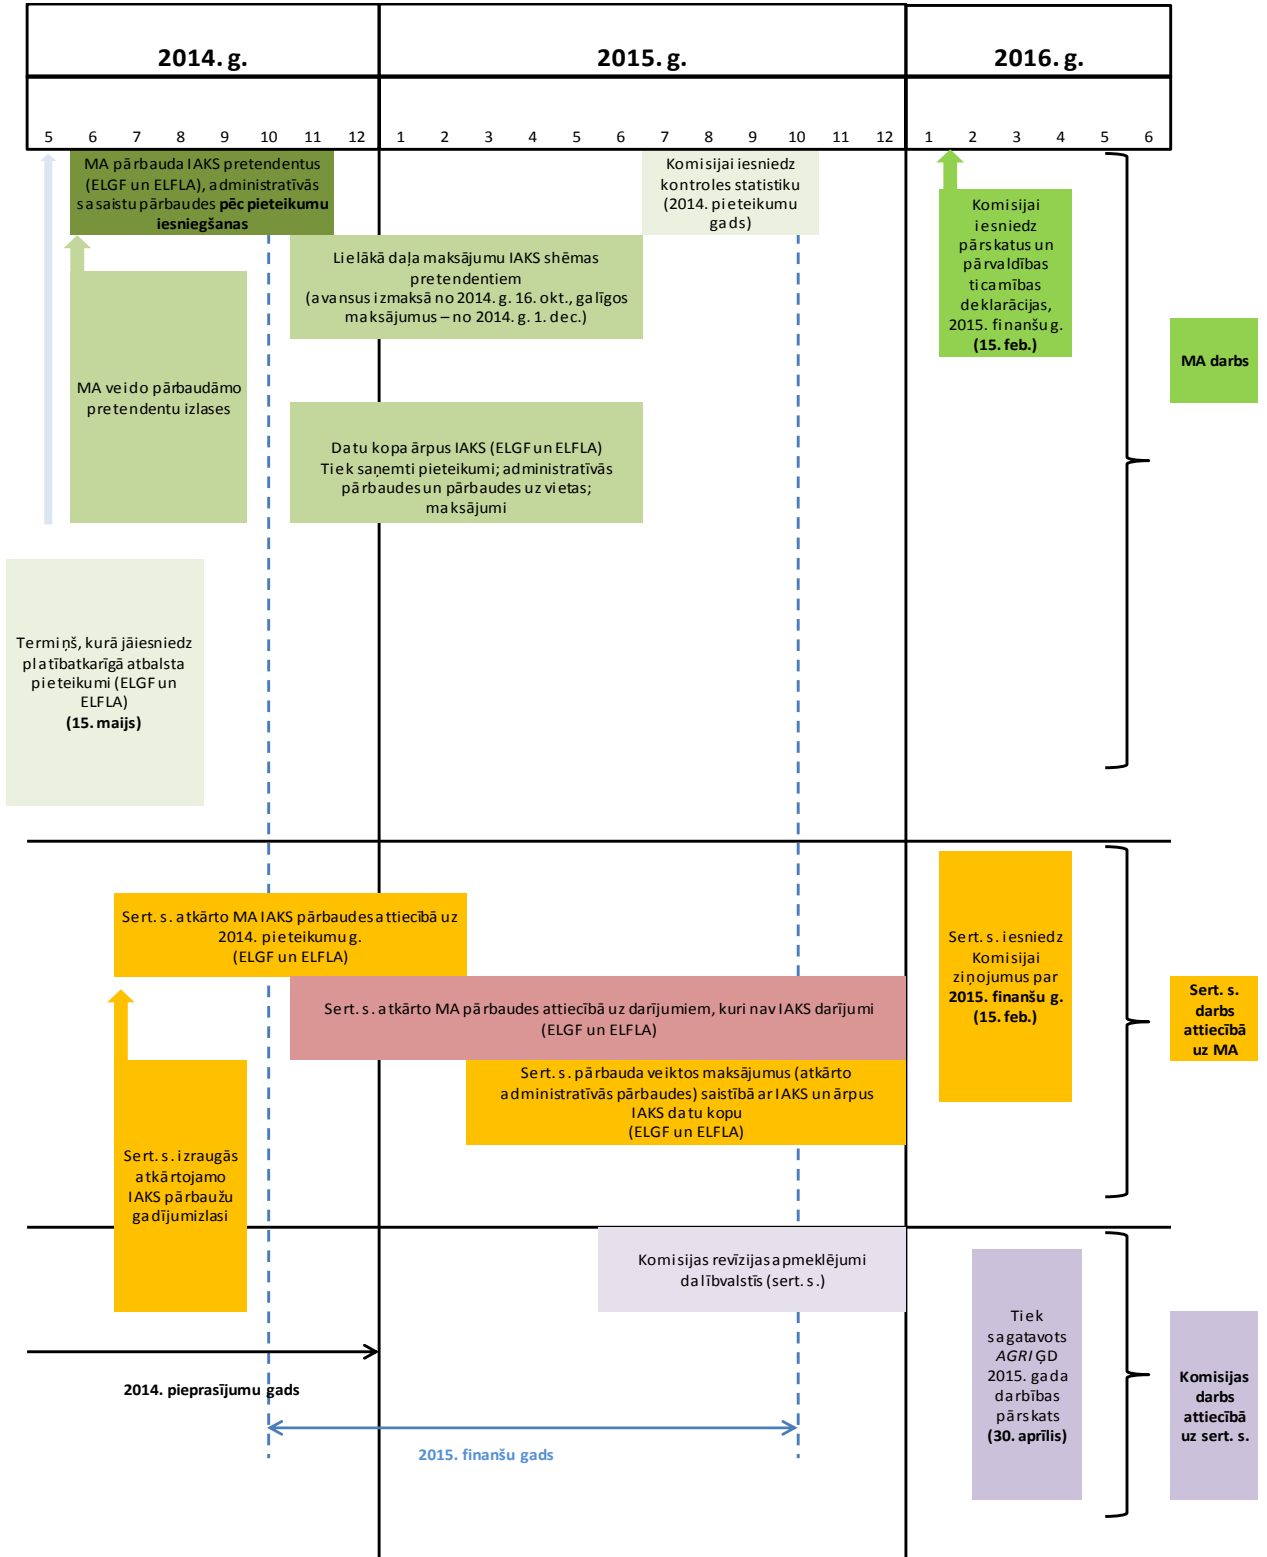 2014. g.
2015. g.
2016. g.
5 6 7 8 9 10 11 12 1 2 3 4 5 6 7 8 9 10 11 12 1 2 3 4 5 6
MA pārbauda IAKS pretendentus
(ELGF un ELFLA), administratīvās
sasaistu pārbaudes pēc pieteikumu
iesniegšanas
Komisijai iesniedz
kontroles statistiku
(2014. pieteikumu
gads)
Komisijai
iesniedz
pārskatus un
pārvaldības
ticamības
deklarācijas,
2015. finanšu g.
(15. feb.)
Lielākā daļa maksājumu IAKS shēmas
pretendentiem
(avansus izmaksā no 2014. g. 16. okt., galīgos
maksājumus – no 2014. g. 1. dec.)
MA darbs
MA veido pārbaudāmo
pretendentu izlases
Datu kopa ārpus IAKS (ELGF un ELFLA)
Tiek saņemti pieteikumi; administratīvās
pārbaudes un pārbaudes uz vietas;
maksājumi
Termiņš, kurā jāiesniedz
platībatkarīgā atbalsta
pieteikumi (ELGF un
ELFLA)
(15. maijs)
Sert. s. atkārto MA IAKS pārbaudes attiecībā uz
2014. pieteikumu g.
(ELGF un ELFLA)
Sert. s. iesniedz
Komisijai
ziņojumus par
2015. finanšu g.
(15. feb.)
Sert. s. atkārto MA pārbaudes attiecībā uz darījumiem, kuri nav IAKS darījumi
(ELGF un ELFLA)
Sert. s.
darbs
attiecībā
uz MA
Sert. s. pārbauda veiktos maksājumus (atkārto
administratīvās pārbaudes) saistībā ar IAKS un ārpus
IAKS datu kopu
(ELGF un ELFLA)
Sert. s. izraugās
atkārtojamo
IAKS pārbaužu
gadījumizlasi
Komisijas revīzijas apmeklējumi
dalībvalstīs (sert. s.)
Tiek
sagatavots
AGRI ĢD
2015. gada
darbības
pārskats
(30. aprīlis)
Komisijas
darbs
attiecībā
uz sert. s.
2014. pieprasījumu gads
2015. finanšu gads